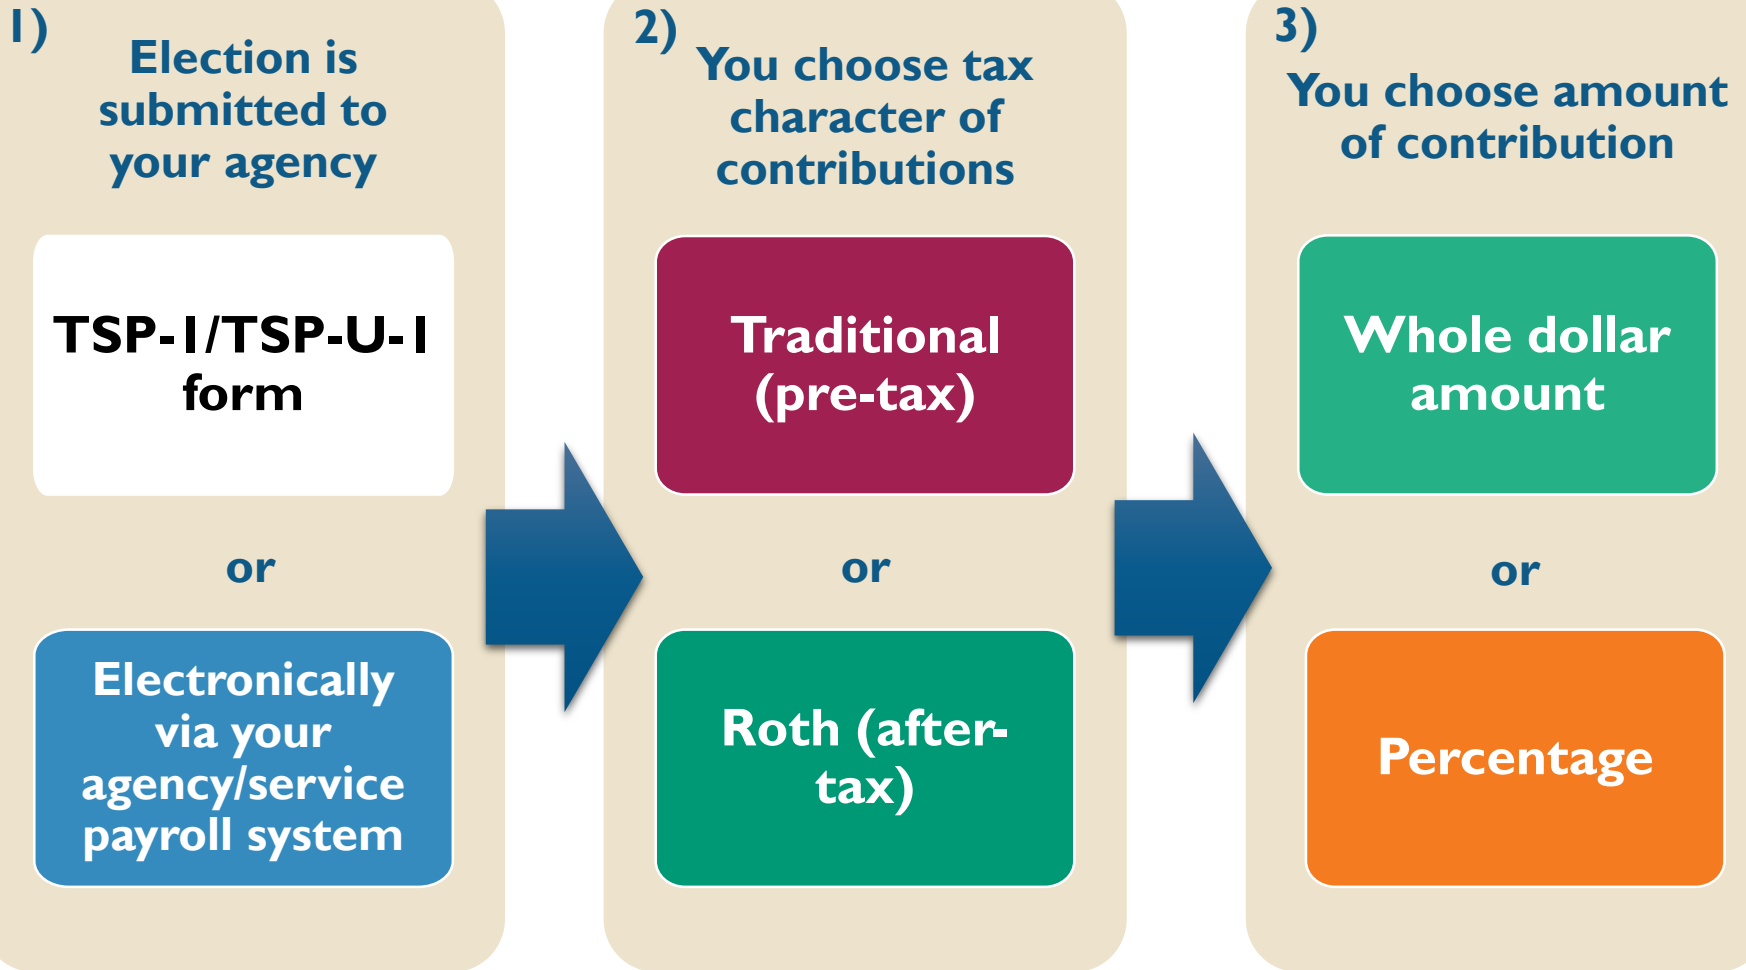 1)
Election is
submitted to
your agency
TSP-1/TSP-U-1
form
or
Electronically
via your
agency/service
payroll system
2)
You choose tax
character of
contributions
Traditional
(pre-tax)
or
Roth (after-
tax)
3)
You choose amount
of contribution
Whole dollar
amount
or
Percentage